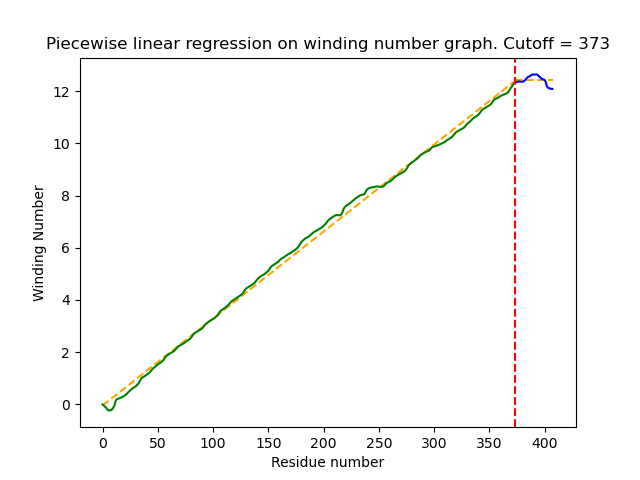 Piecewise linear regression on winding number graph. Cutoff = 373
Winding Number
12
10
8
6
4
2
0
0 50 100 150 200 250 300 350 400
Residue number